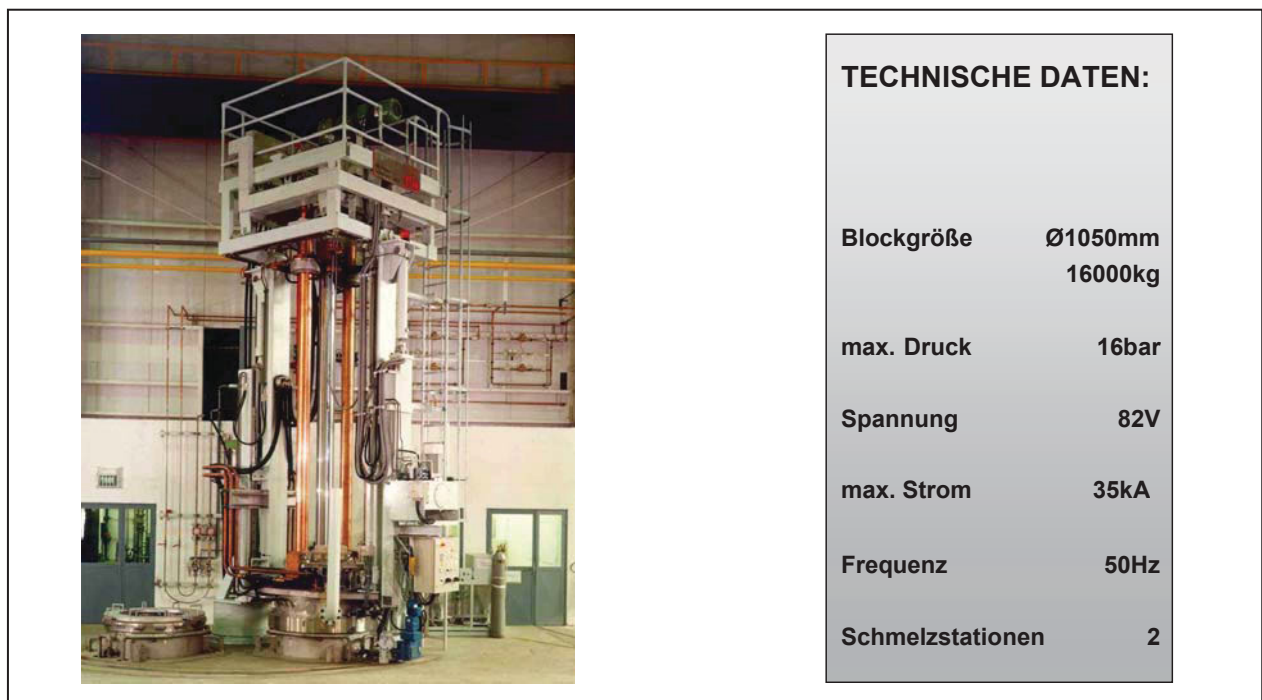 TECHNISCHE DATEN:
Blockgröße Ø1050mm
16000kg
max. Druck 16bar
Spannung 82V
max. Strom 35kA
Frequenz 50Hz
Schmelzstationen 2